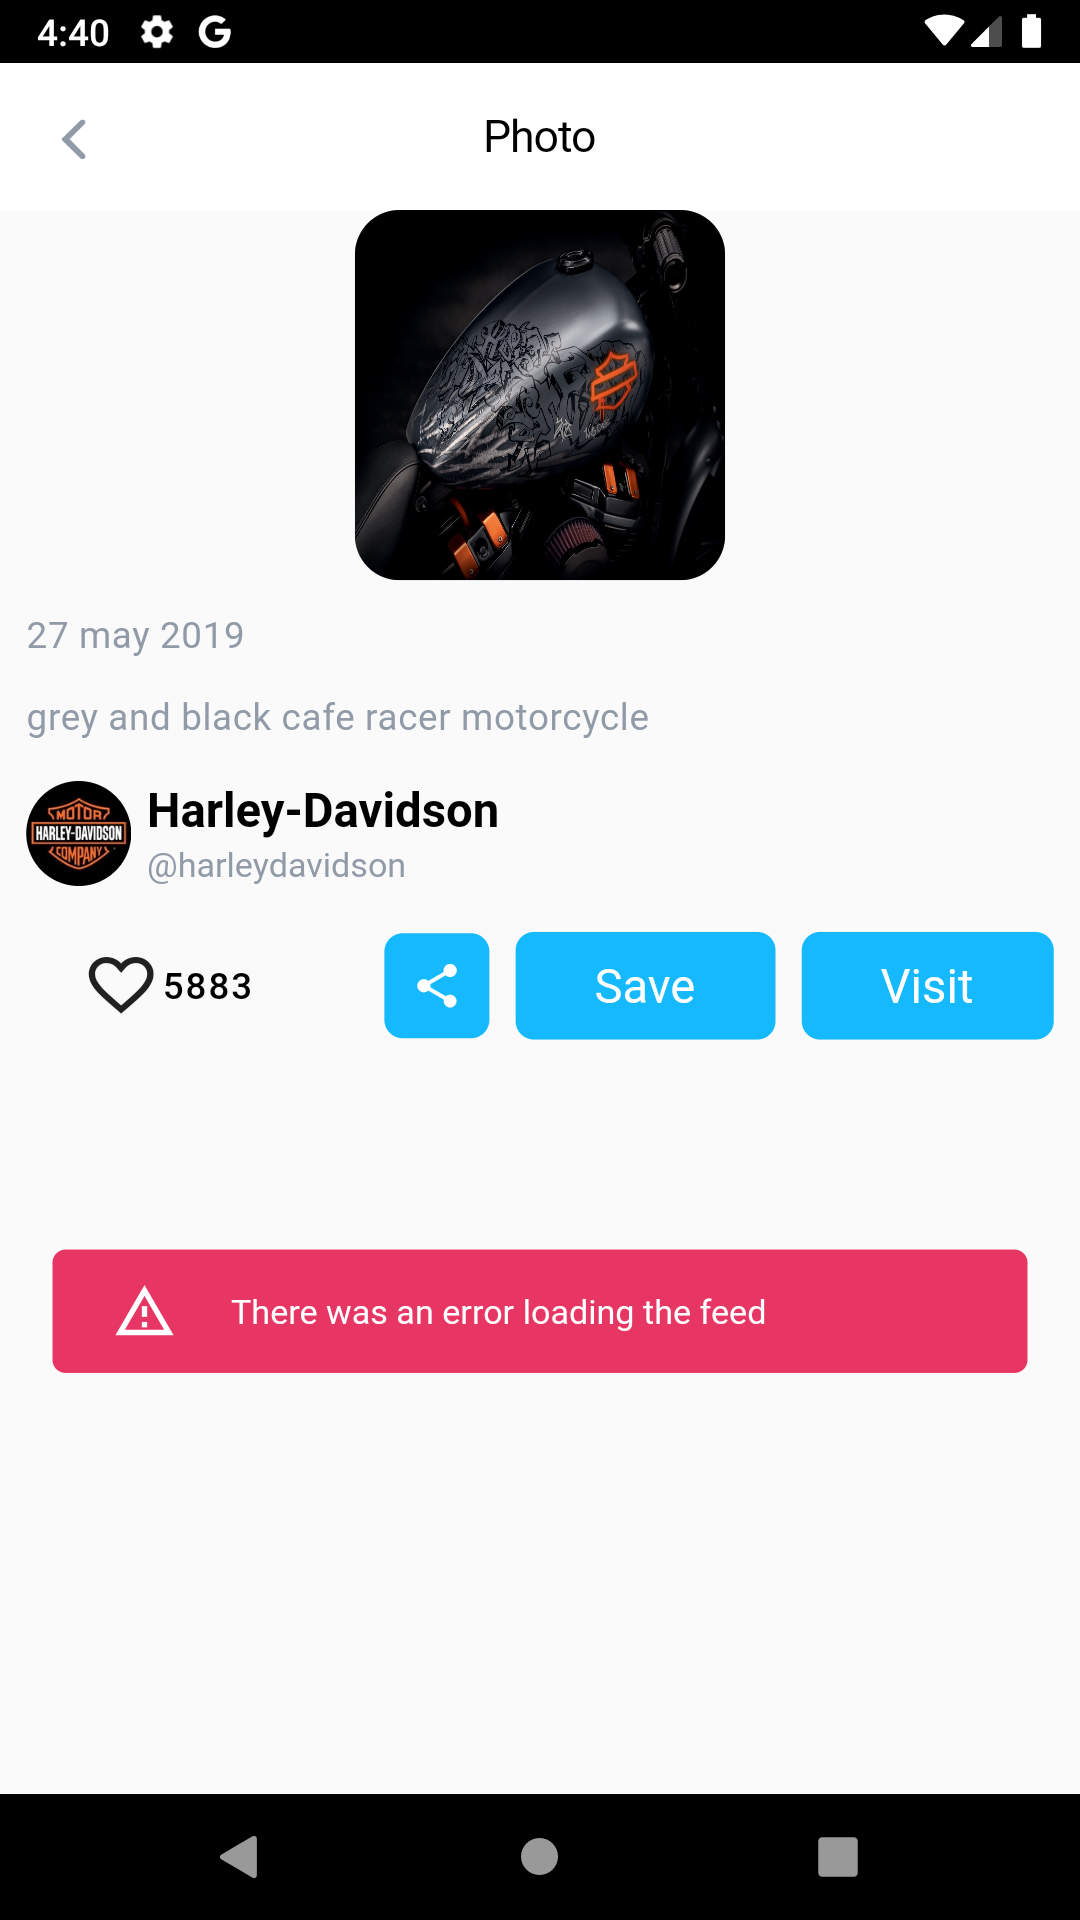 4:40
Photo
27 may 2019
grey and black cafe racer motorcycle
MOTOR
HARLEY-DAVIDSON
COMPANY
Harley-Davidson
@harleydavidson
5883
Save
Visit
There was an error loading the feed